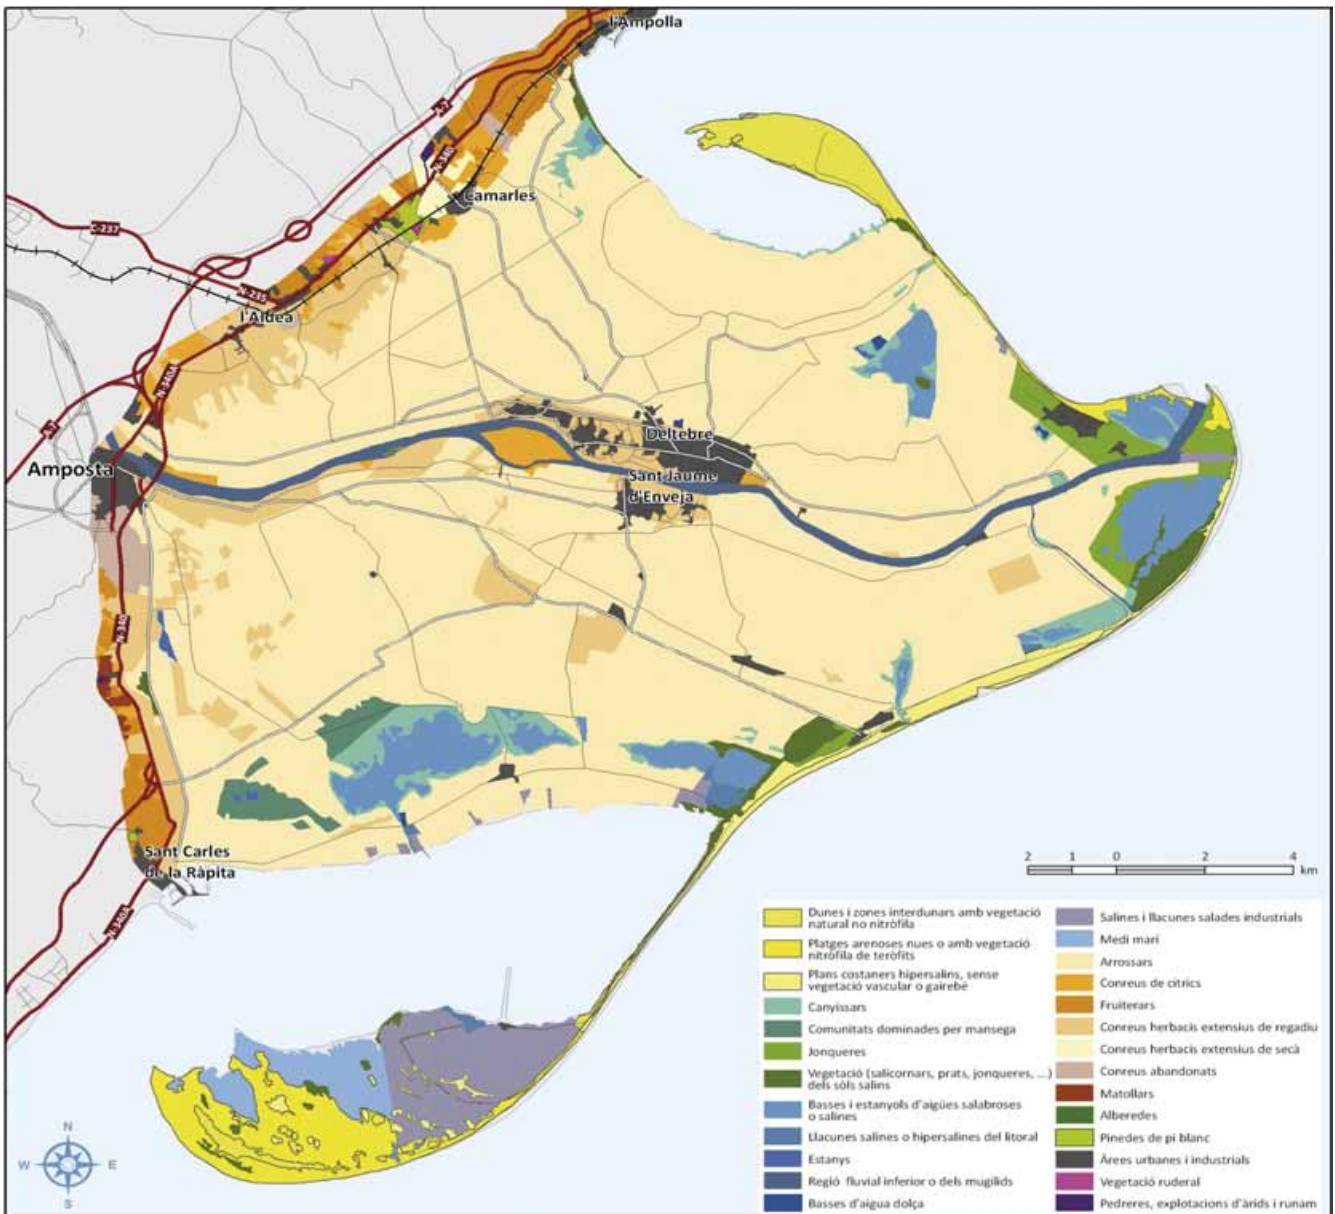 l'Ampolla
A-7
N-340
Camarles
C-237
N-235
l'Aldea
N-340A
A-7
Deltebre
Amposta
Sant Jaume
d'Enveja
N-340
Sant Carles
de la Ràpita
N-340A
2 1 0 2 4
km
Dunes i zones interdunars amb vegetació
natural no nitròfila
Platges arenoses nues o amb vegetació
nitròfila de teròfits
Plans costaners hipersalins, sense
vegetació vascular o gairebé
Canyissars
Comunitats dominades per mansega
Jonqueres
Vegetació (salicornars, prats, jonqueres, ...)
dels sòls salins
Basses i estanyols d'aigües salabroses
o salines
Llacunes salines o hipersalines del litoral
Estanys
Regió fluvial inferior o dels mugílids
Basses d'aigua dolça
Salines i llacunes salades industrials
Medi marí
Arrossars
Conreus de cítrics
Fruiterars
Conreus herbacis extensius de regadiu
Conreus herbacis extensius de secà
Conreus abandonats
Matollars
Alberedes
Pinedes de pi blanc
Àrees urbanes i industrials
Vegetació ruderal
Pedreres, explotacions d'àrids i runam
N
W E
S